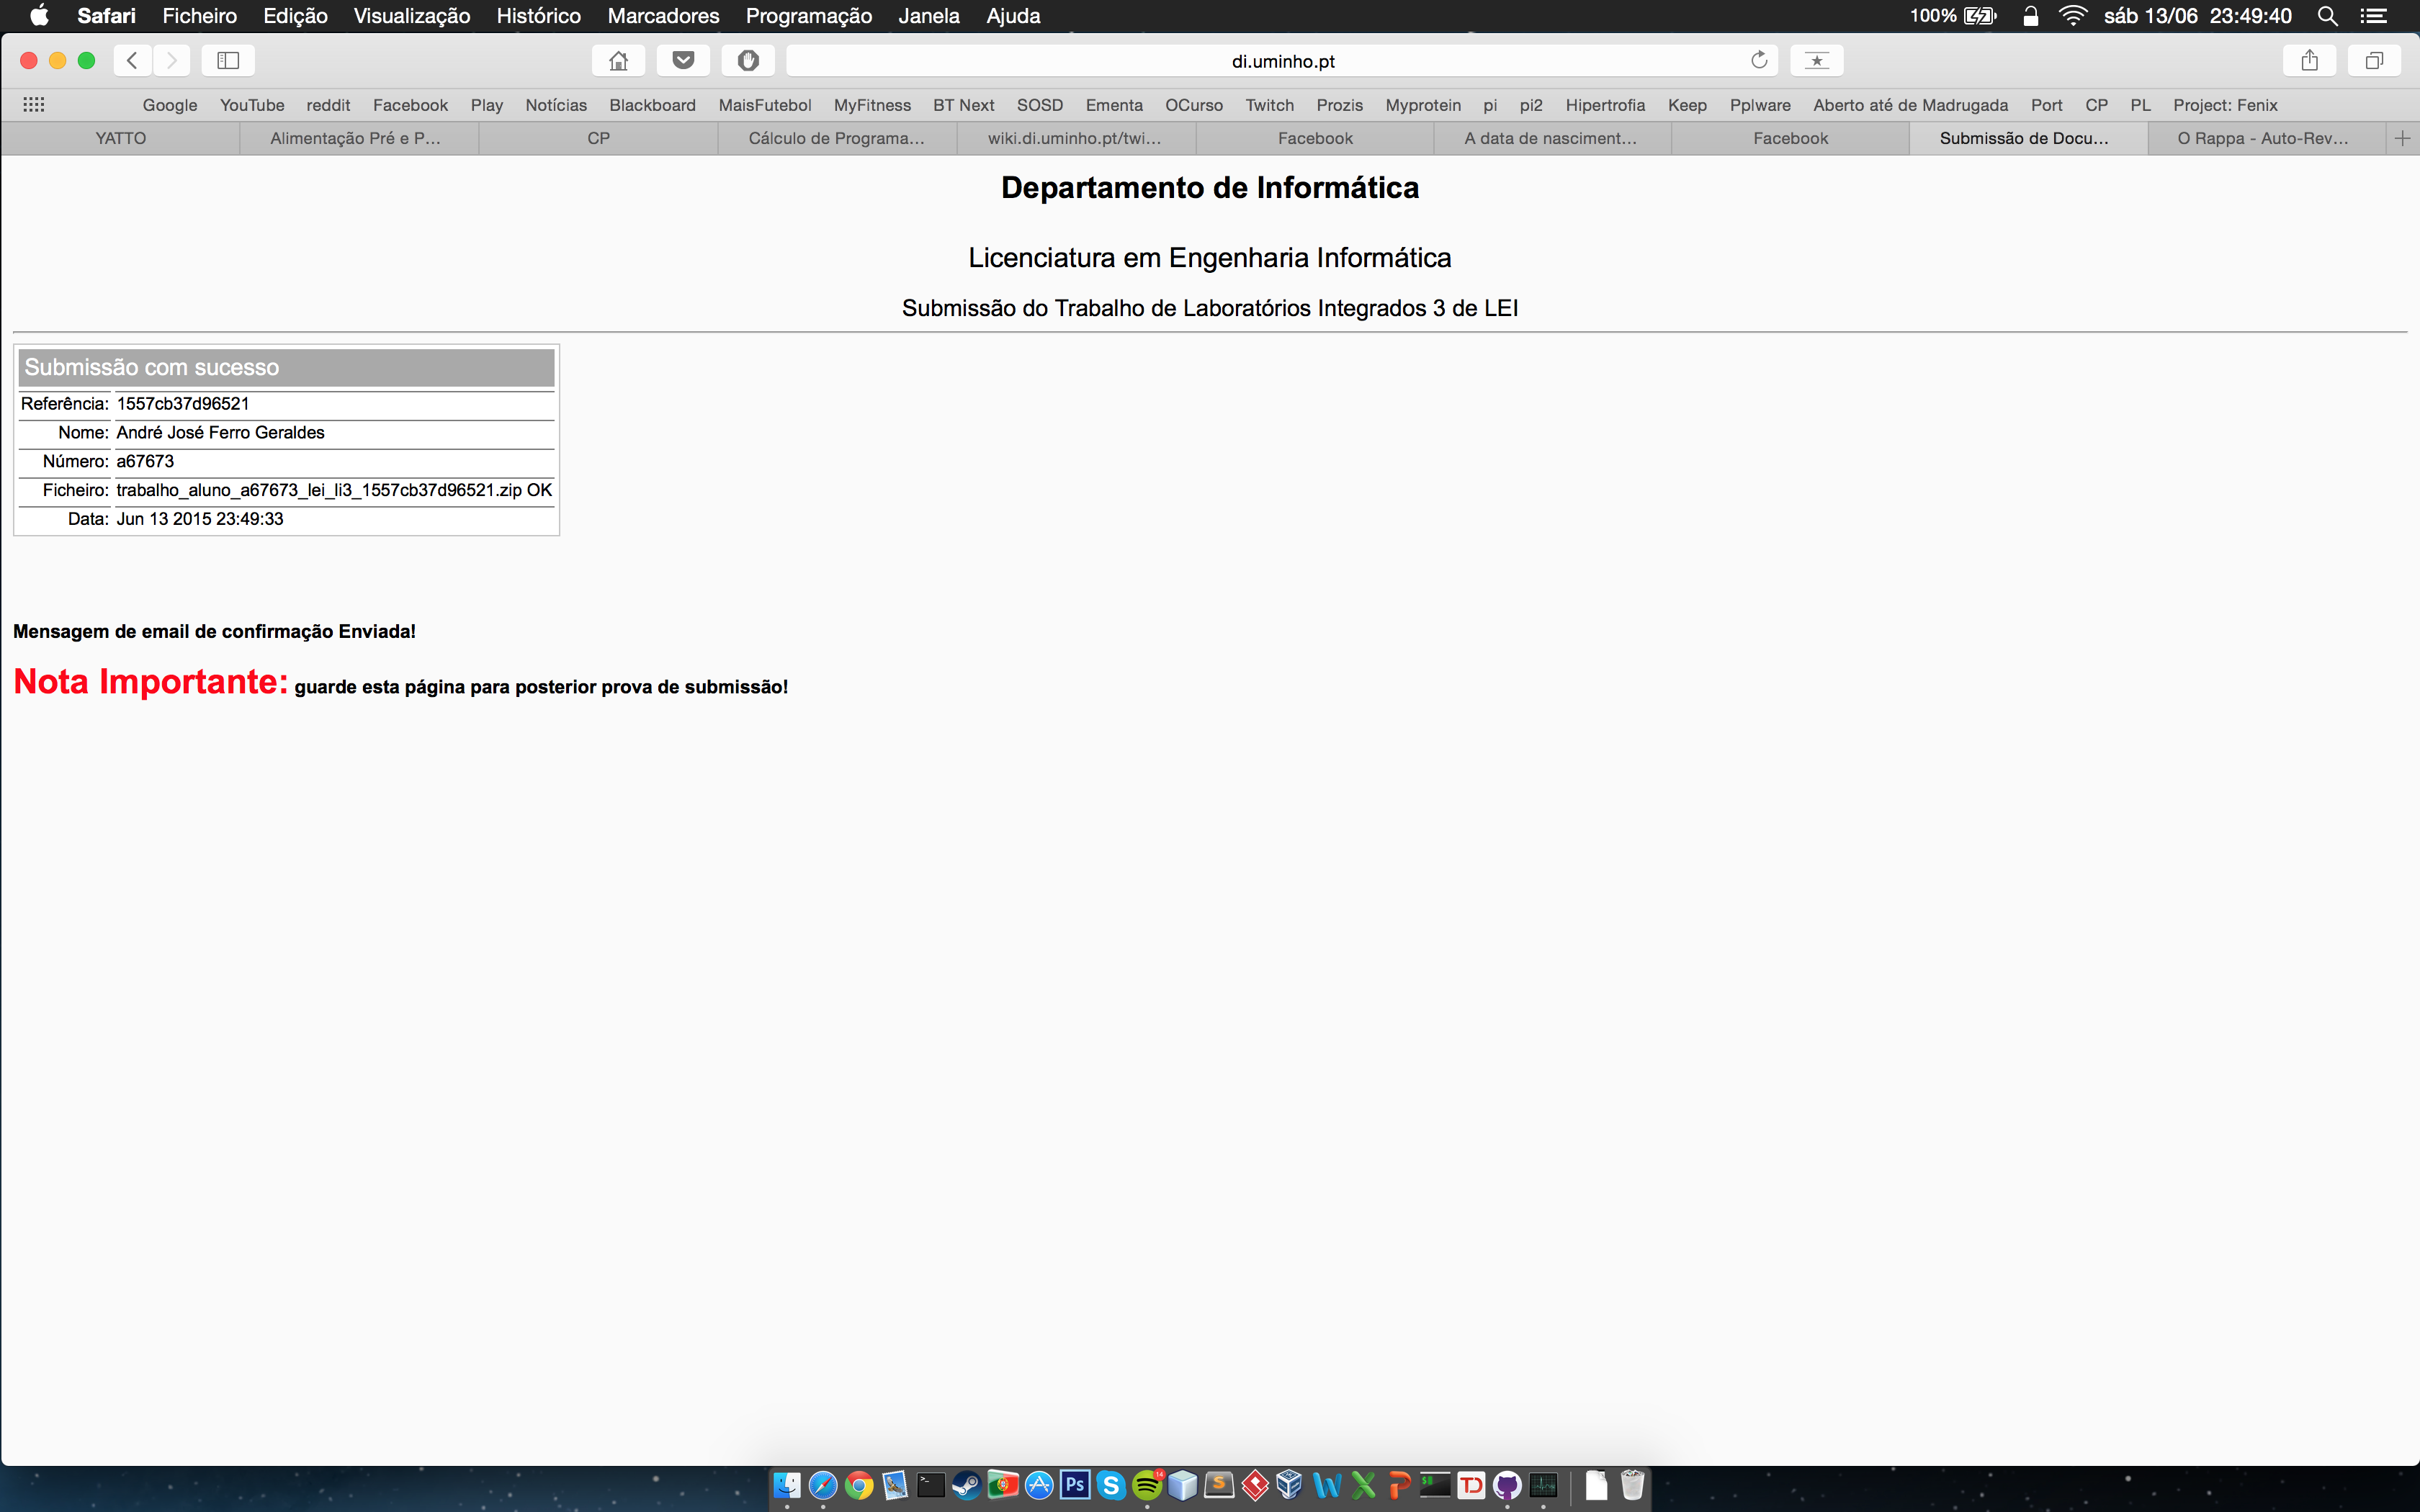 Safari Ficheiro Edição Visualização Histórico Marcadores Programação Janela Ajuda 100% sáb 13/06 23:49:40
di.uminho.pt
Google YouTube reddit Facebook Play Notícias Blackboard MaisFutebol MyFitness BT Next SOSD Ementa OCurso Twitch Prozis Myprotein pi pi2 Hipertrofia Keep Pplware Aberto até de Madrugada Port CP PL Project: Fenix
YATTO Alimentação Pré e P... CP Cálculo de Programa... wiki.di.uminho.pt/twi... Facebook A data de nasciment... Facebook Submissão de Docu... O Rappa - Auto-Rev...
Departamento de Informática
Licenciatura em Engenharia Informática
Submissão do Trabalho de Laboratórios Integrados 3 de LEI
Submissão com sucesso
Referência: 1557cb37d96521
Nome: André José Ferro Geraldes
Número: a67673
Ficheiro: trabalho_aluno_a67673_lei_li3_1557cb37d96521.zip OK
Data: Jun 13 2015 23:49:33
Mensagem de email de confirmação Enviada!
Nota Importante: guarde esta página para posterior prova de submissão!
Ps 14